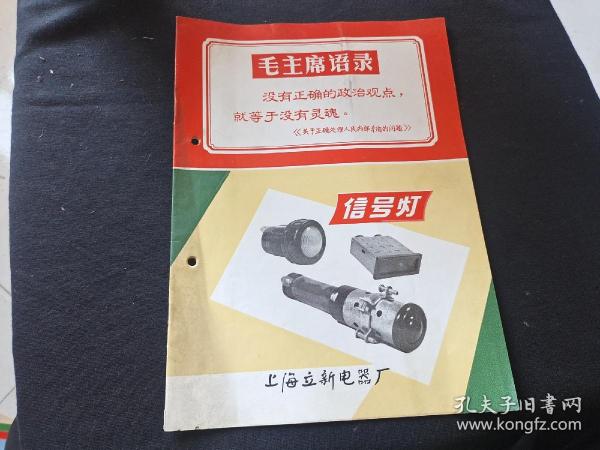 毛主席语录
没有正确的政治观点，
就等于没有灵魂。
《关于正确处理人民内部矛盾的问题》
信号灯
上海立新电器厂
孔夫子旧书网
www.kongfz.com